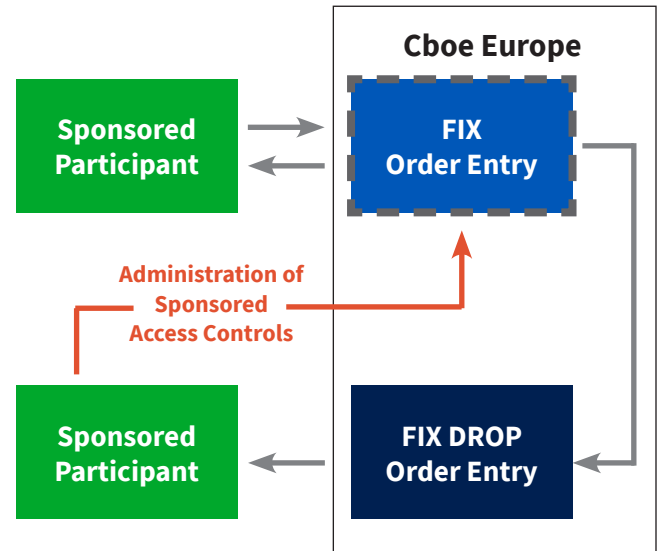 Cboe Europe
Sponsored
Participant
FIX
Order Entry
Administration of
Sponsored
Access Controls
Sponsored
Participant
FIX DROP
Order Entry